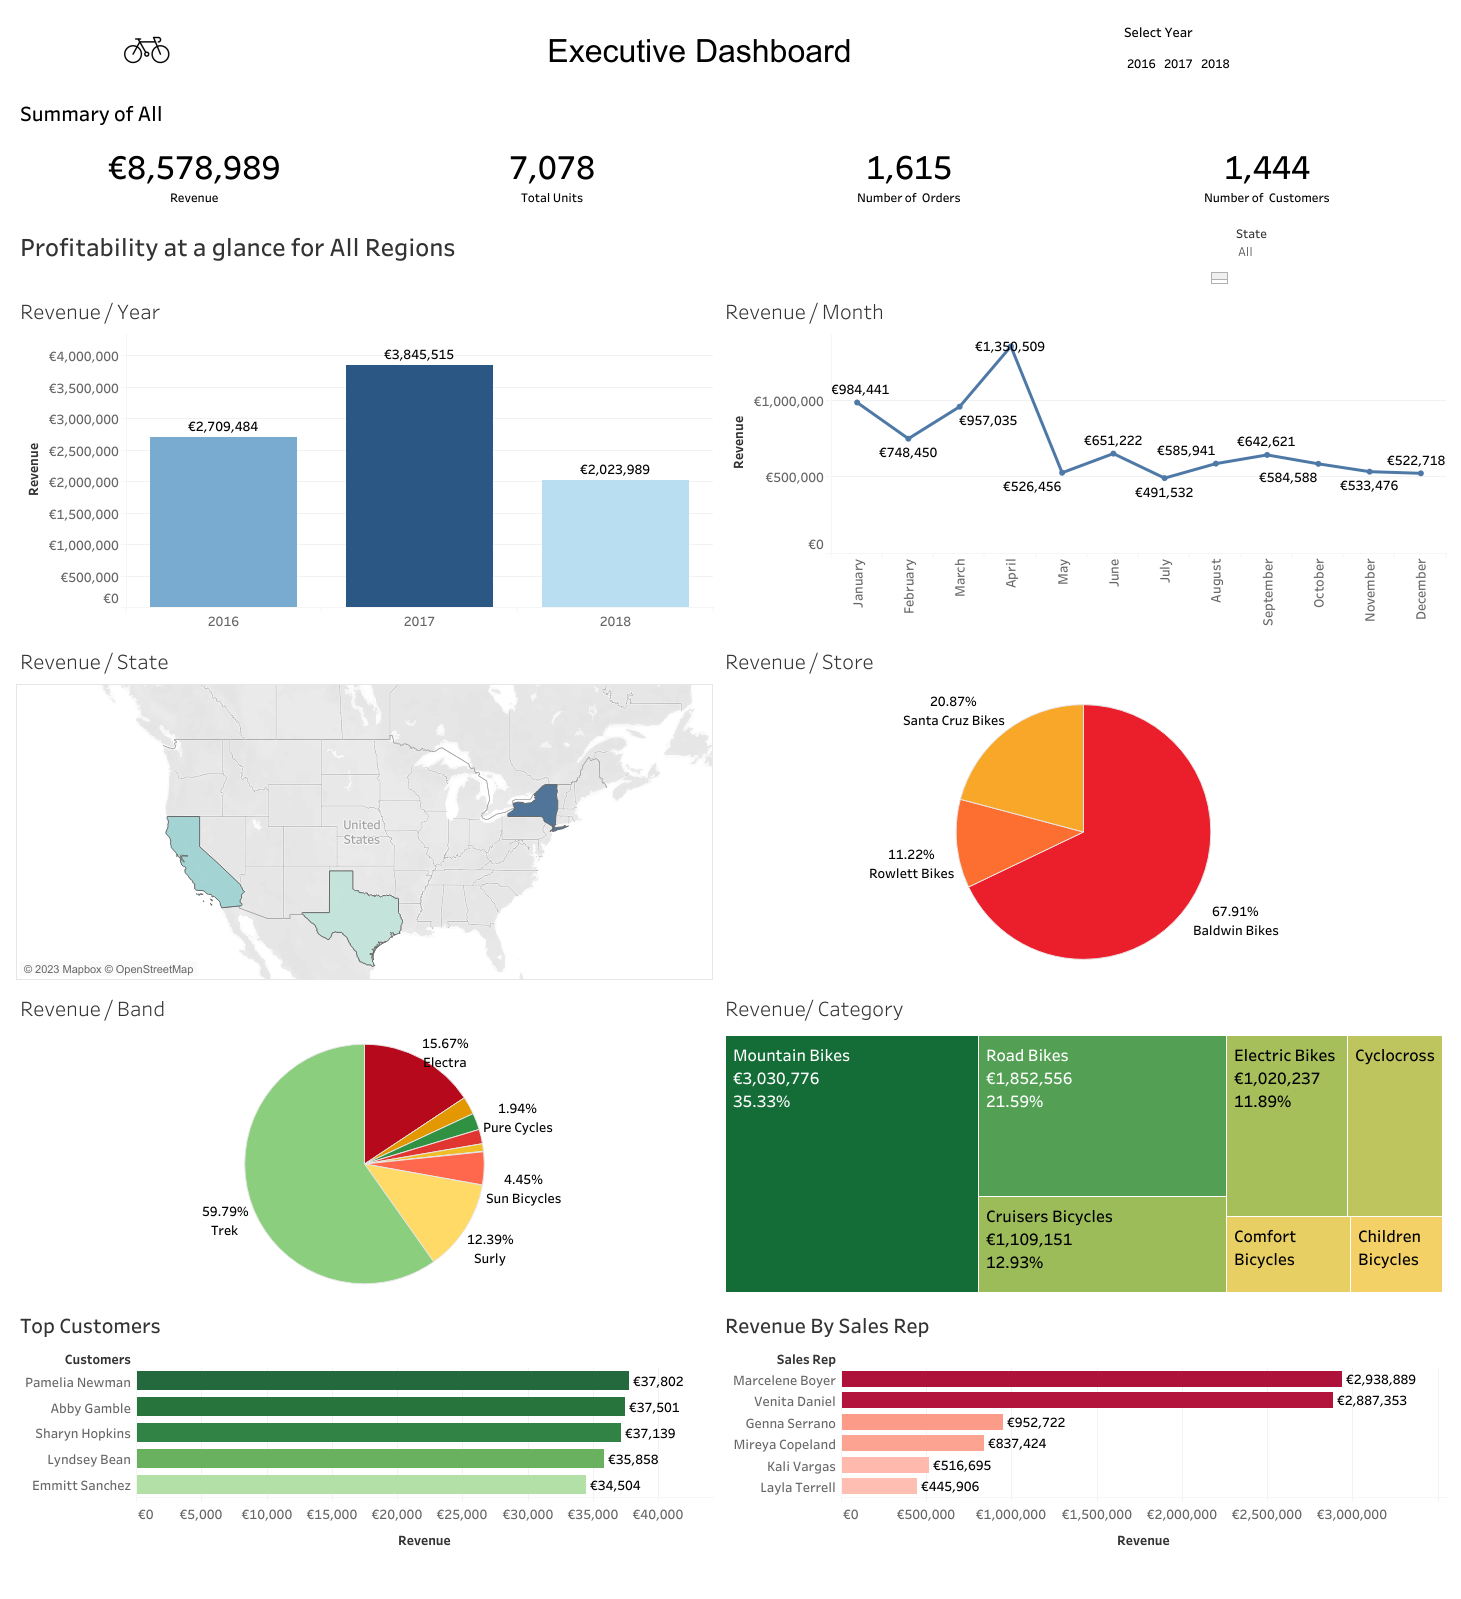 Executive Dashboard
Select Year
2016 2017 2018
Summary of All
€8,578,989
Revenue
7,078
Total Units
1,615
Number of Orders
1,444
Number of Customers
Profitability at a glance for All Regions
State
All
Revenue / Year
€4,000,000
€3,500,000
€3,000,000
€2,500,000
€2,000,000
€1,500,000
€1,000,000
€500,000
€0
Revenue
€2,709,484
€3,845,515
€2,023,989
2016
2017
2018
Revenue / Month
€1,000,000
€500,000
€0
Revenue
€984,441
€748,450
€957,035
€1,350,509
€526,456
€651,222
€491,532
€585,941
€642,621
€584,588
€533,476
€522,718
January
February
March
April
May
June
July
August
September
October
November
December
Revenue / State
United
States
© 2023 Mapbox © OpenStreetMap
Revenue / Store
20.87%
Santa Cruz Bikes
11.22%
Rowlett Bikes
67.91%
Baldwin Bikes
Revenue / Band
15.67%
Electra
1.94%
Pure Cycles
4.45%
Sun Bicycles
12.39%
Surly
59.79%
Trek
Revenue/ Category
Mountain Bikes
€3,030,776
35.33%
Road Bikes
€1,852,556
21.59%
Cruisers Bicycles
€1,109,151
12.93%
Electric Bikes
€1,020,237
11.89%
Cyclocross
Comfort
Bicycles
Children
Bicycles
Top Customers
Customers
Pamelia Newman €37,802
Abby Gamble €37,501
Sharyn Hopkins €37,139
Lyndsey Bean €35,858
Emmitt Sanchez €34,504
€0 €5,000 €10,000 €15,000 €20,000 €25,000 €30,000 €35,000 €40,000
Revenue
Revenue By Sales Rep
Sales Rep
Marcelene Boyer €2,938,889
Venita Daniel €2,887,353
Genna Serrano €952,722
Mireya Copeland €837,424
Kali Vargas €516,695
Layla Terrell €445,906
€0 €500,000 €1,000,000 €1,500,000 €2,000,000 €2,500,000 €3,000,000
Revenue